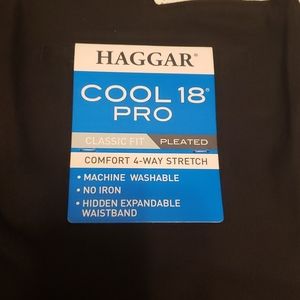 HAGGAR®
COOL 18®
PRO
CLASSIC FIT PLEATED
COMFORT 4-WAY STRETCH
• MACHINE WASHABLE
• NO IRON
• HIDDEN EXPANDABLE
WAISTBAND